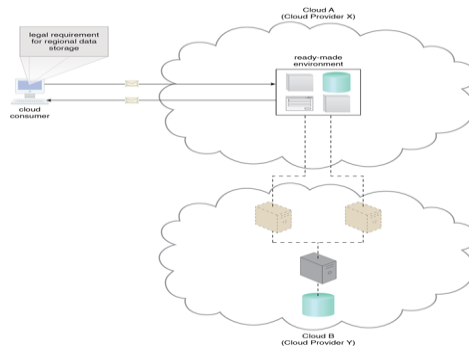 Cloud A
(Cloud Provider X)
legal requirement
for regional data
storage
ready-made
environment
cloud
consumer
Cloud B
(Cloud Provider Y)